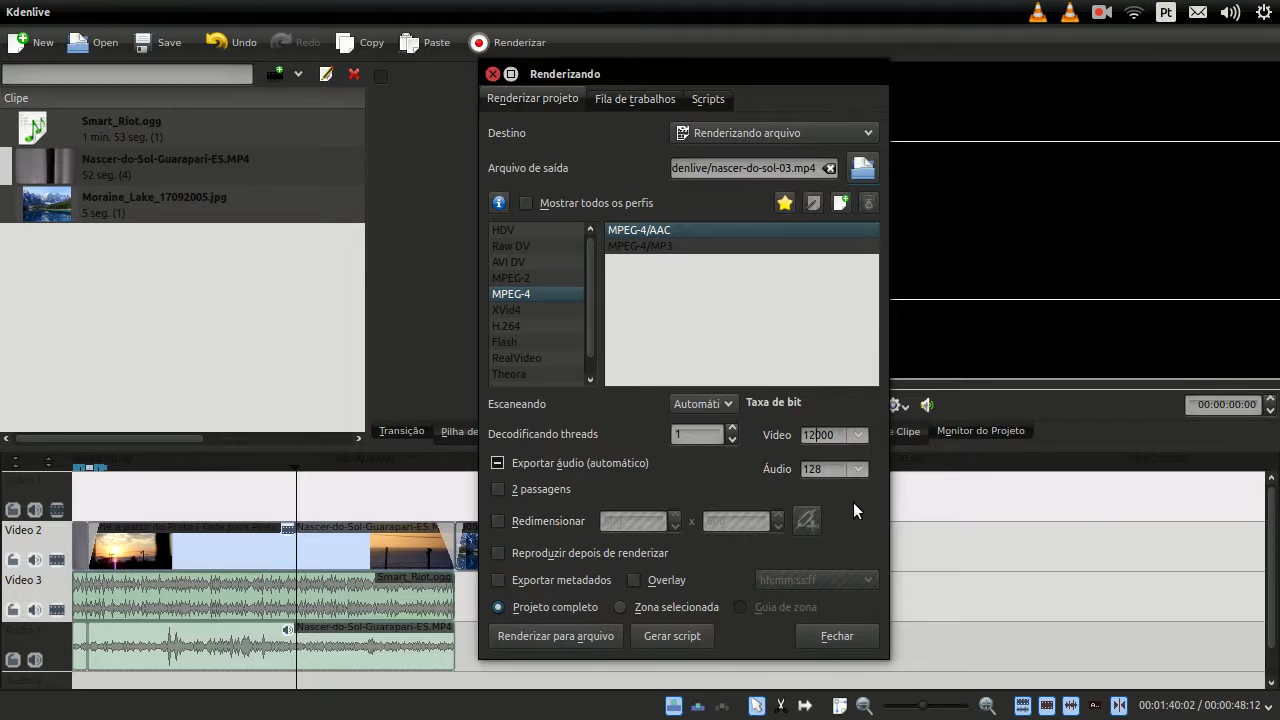 Kdenlive
Pt
New Open Save Undo Redo Copy Paste Renderizar
Clipe
Smart_Riot.ogg
1 min. 53 seg. (1)
Nascer-do-Sol-Guarapari-ES.MP4
52 seg. (4)
Moraine_Lake_17092005.jpg
5 seg. (1)
Renderizando
Renderizar projeto Fila de trabalhos Scripts
Destino Renderizando arquivo
Arquivo de saída denlive/nascer-do-sol-03.mp4
Mostrar todos os perfis
HDV
Raw DV
AVI DV
MPEG-2
MPEG-4
XVid4
H.264
Flash
RealVideo
Theora
MPEG-4/AAC
MPEG-4/MP3
Escaneando Automáti Taxa de bit
Decodificando threads 1 Vídeo 12000
Exportar áudio (automático) Áudio 128
2 passagens
Redimensionar x
Reproduzir depois de renderizar
Exportar metadados Overlay hh:mm:ss:ff
Projeto completo Zona selecionada Guia de zona
Renderizar para arquivo Gerar script Fechar
Transição Pilha de
00:00:00:00
e Clipe Monitor do Projeto
Video 2
Nascer-do-Sol-Guarapari-ES.M
Video 3
Smart_Riot.ogg
Nascer-do-Sol-Guarapari-ES.MP4
00:01:40:02 / 00:00:48:12